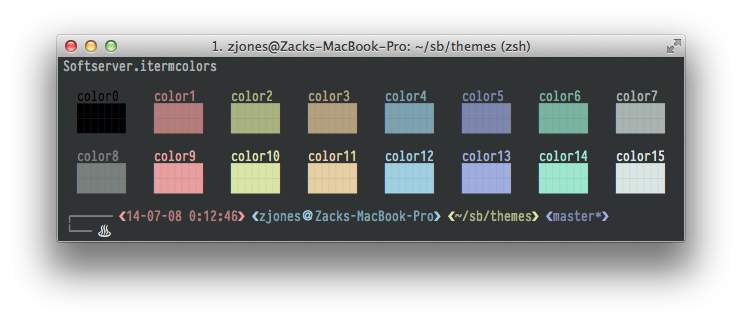 1. zjones@Zacks-MacBook-Pro: ~/sb/themes (zsh)
Softserver.itermcolors
color0 color1 color2 color3 color4 color5 color6 color7
color8 color9 color10 color11 color12 color13 color14 color15
❮14-07-08 0:12:46❯ ❮zjones@Zacks-MacBook-Pro❯ ❮~/sb/themes❯ ❮master*❯